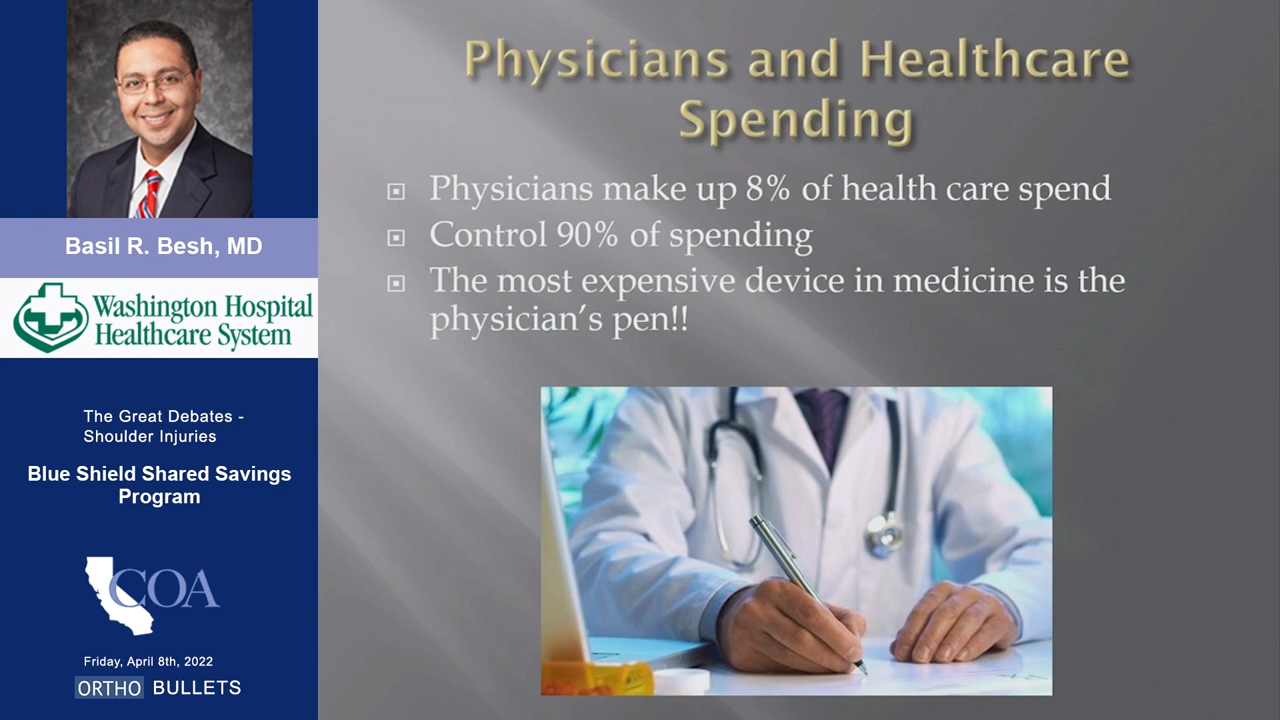 Basil R. Besh, MD
Washington Hospital
Healthcare System
The Great Debates -
Shoulder Injuries
Blue Shield Shared Savings
Program
COA
Friday, April 8th, 2022
ORTHO BULLETS
Physicians and Healthcare
Spending
Physicians make up 8% of health care spend
Control 90% of spending
The most expensive device in medicine is the
physician’s pen!!